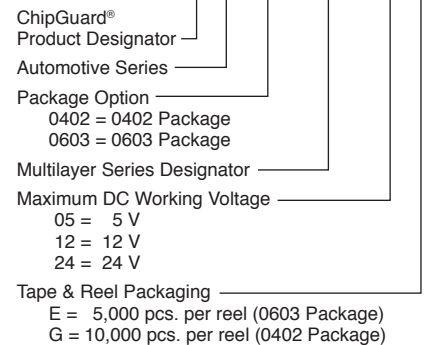 ChipGuard®
Product Designator
Automotive Series
Package Option
0402 = 0402 Package
0603 = 0603 Package
Multilayer Series Designator
Maximum DC Working Voltage
05 = 5 V
12 = 12 V
24 = 24 V
Tape & Reel Packaging
E = 5,000 pcs. per reel (0603 Package)
G = 10,000 pcs. per reel (0402 Package)